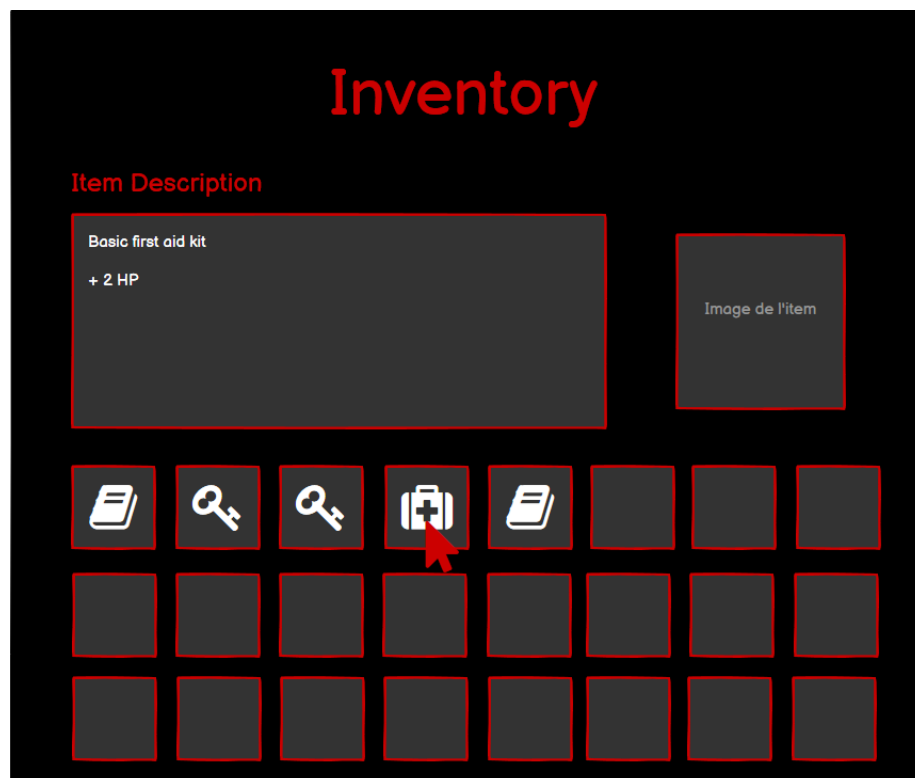 Inventory
Item Description
Basic first aid kit
+ 2 HP
Image de l'item